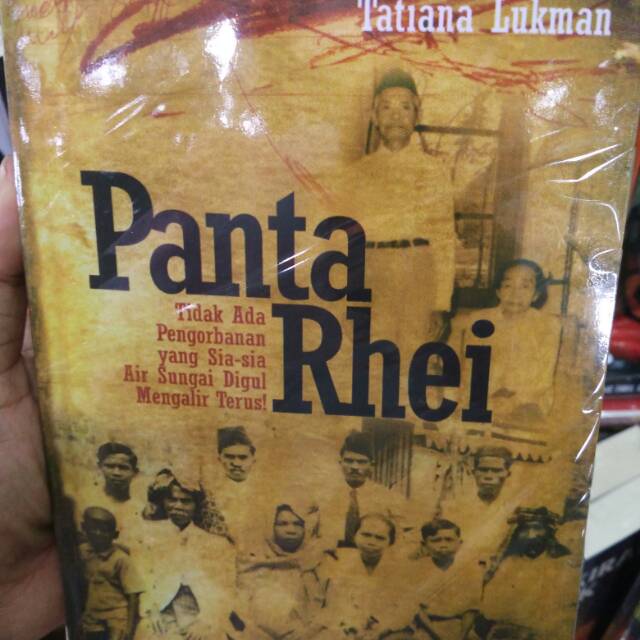 Tatiana Lukman
Panta
Rhei
Tidak Ada
Pengorbanan
yang Sia-sia
Air Sungai Digul
Mengalir Terus!